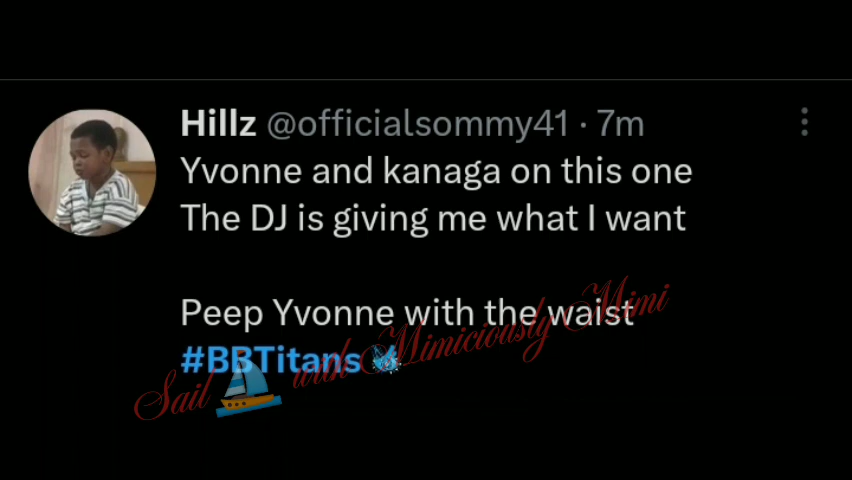 Hillz @officialsommy41 · 7m
Yvonne and kanaga on this one
The DJ is giving me what I want
Peep Yvonne with the waist
#BBTitans
Sail with Mimiciously Mimi